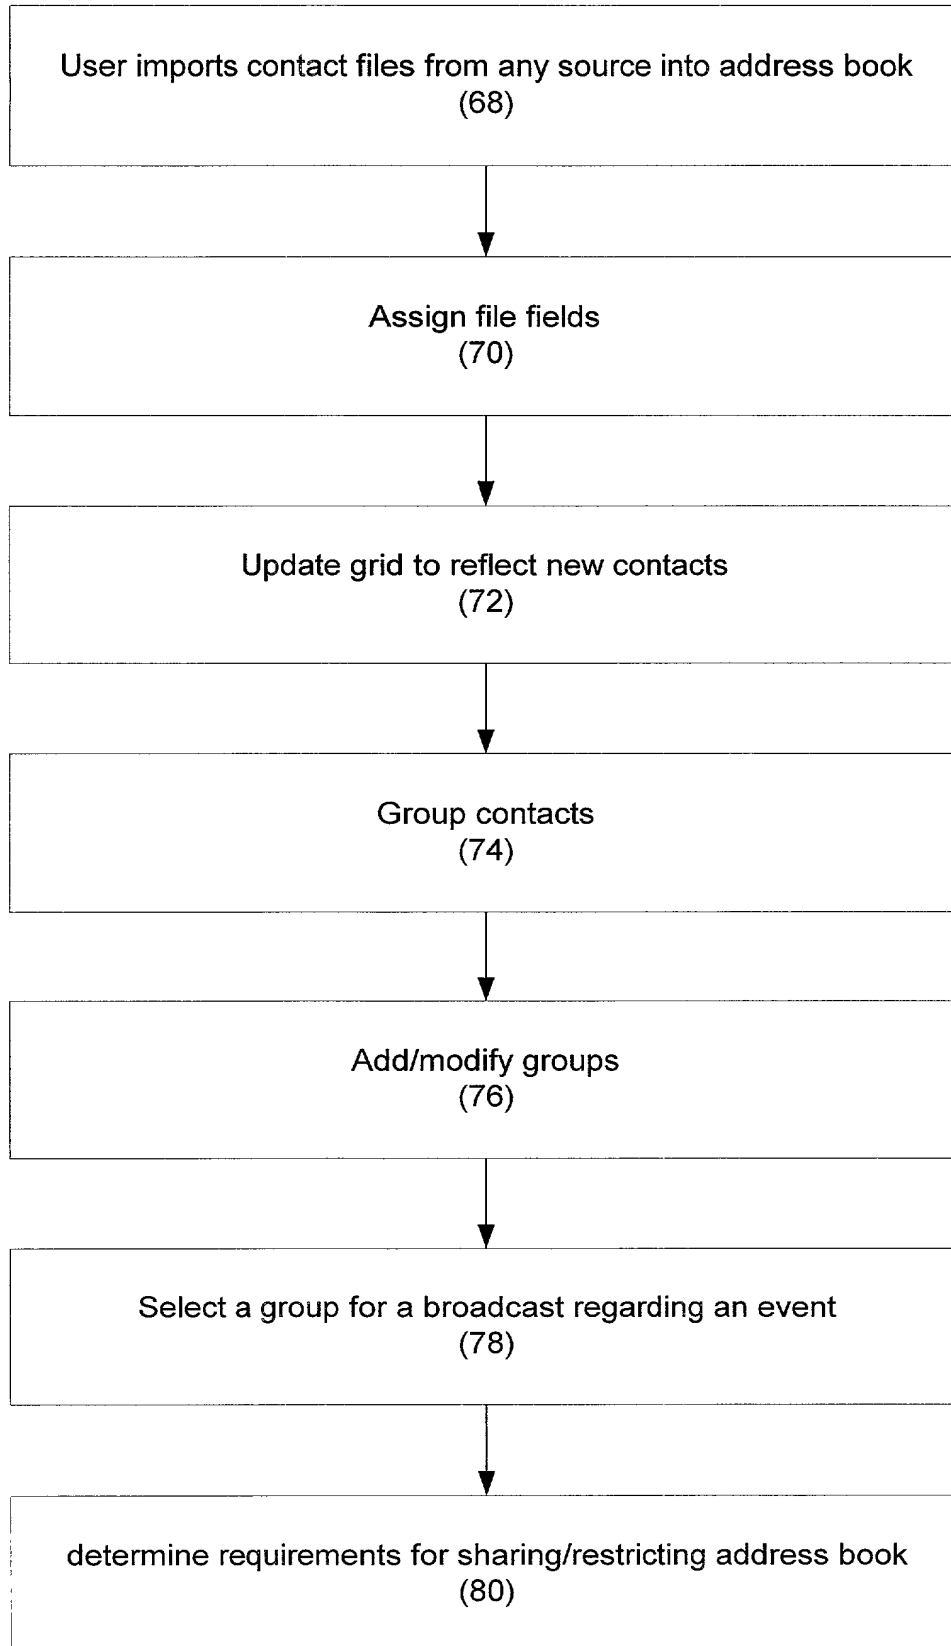 User imports contact files from any source into address book
(68)
Assign file fields
(70)
Update grid to reflect new contacts
(72)
Group contacts
(74)
Add/modify groups
(76)
Select a group for a broadcast regarding an event
(78)
determine requirements for sharing/restricting address book
(80)